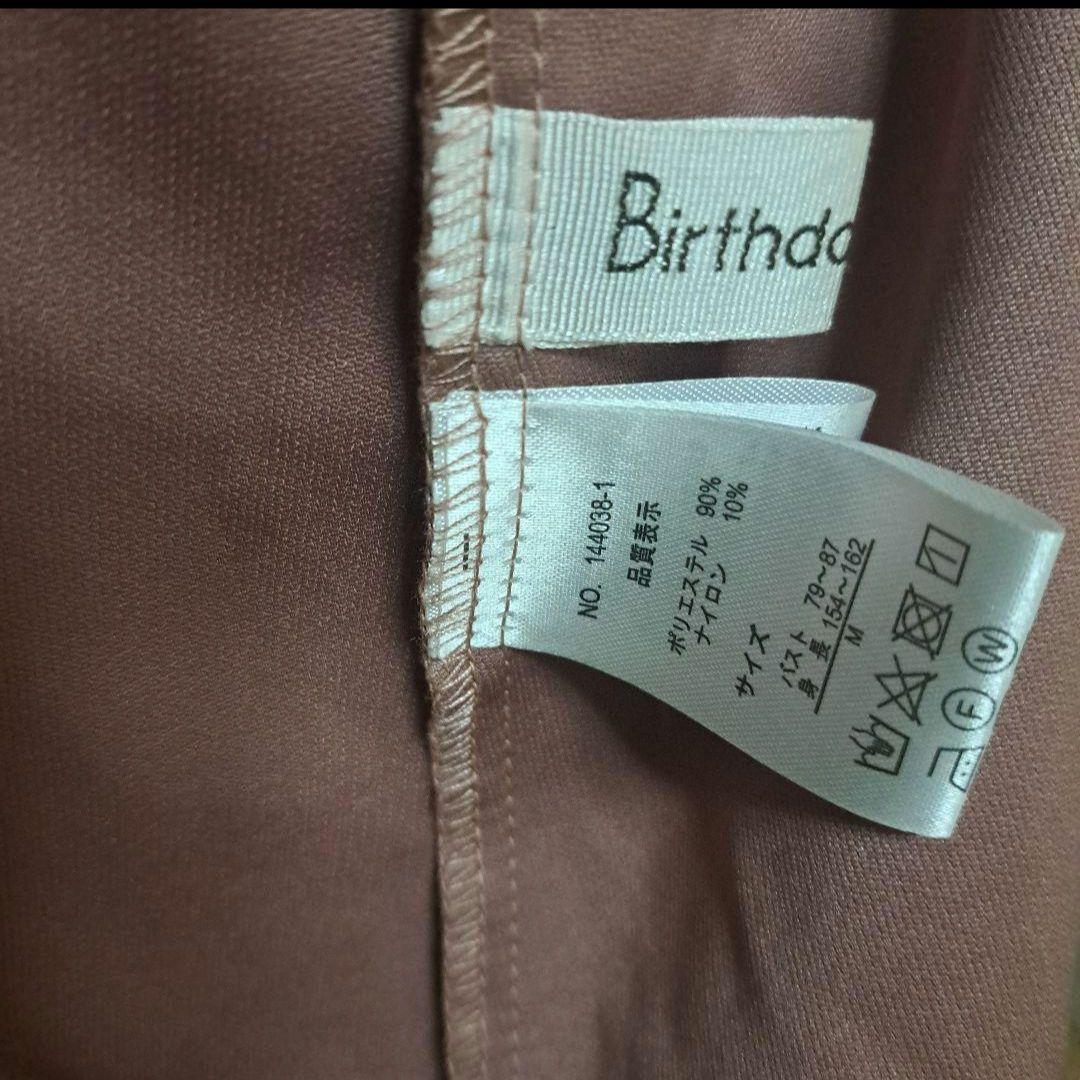 Birthda
NO. 144038-1
品質表示
ポリエステル 90%
ナイロン 10%
サイズ
バスト 79~87
身 長 154~162
M
F W